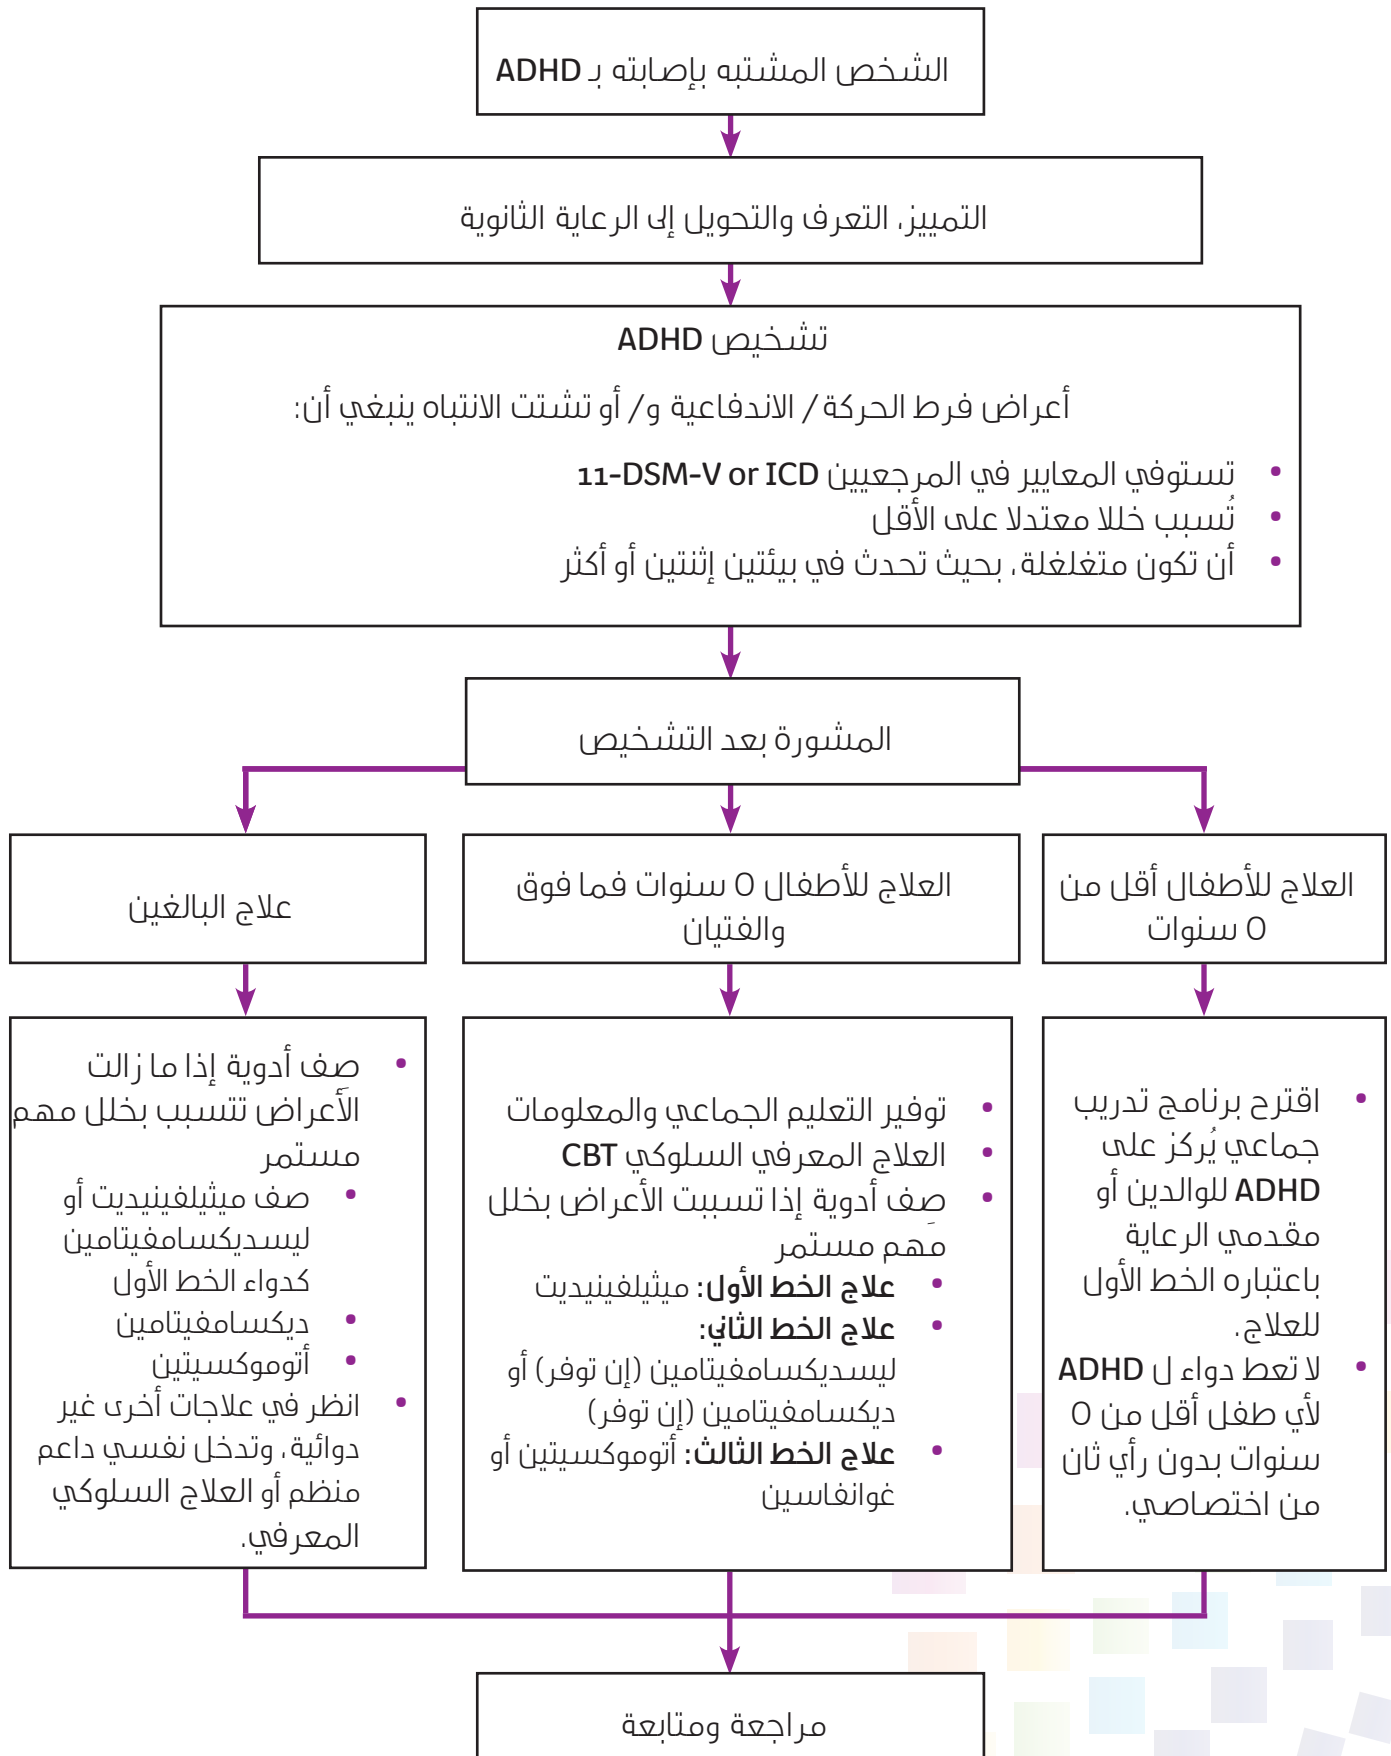 الشخص المشتبه بإصابته بـ ADHD
التمييز، التعرف والتحويل إلى الرعاية الثانوية
تشخيص ADHD
أعراض فرط الحركة / الاندفاعية و/ أو تشتت الانتباه ينبغي أن:
• تستوفي المعايير في المرجعيين 11-DSM-V or ICD
• تُسبب خللا معتدلا على الأقل
• أن تكون متغلغلة، بحيث تحدث في بيئتين إثنتين أو أكثر
المشورة بعد التشخيص
العلاج للأطفال أقل من
٥ سنوات
• اقترح برنامج تدريب
جماعي يُركز على
ADHD للوالدين أو
مقدمي الرعاية
باعتباره الخط الأول
للعلاج.
• لا تعط دواء ل ADHD
لأي طفل أقل من ٥
سنوات بدون رأي ثان
من اختصاصي.
العلاج للأطفال ٥ سنوات فما فوق
والفتيان
• توفير التعليم الجماعي والمعلومات
• العلاج المعرفي السلوكي CBT
• صِف أدوية إذا تسببت الأعراض بخلل
مهم مستمر
• علاج الخط الأول: ميثيلفينيديت
• علاج الخط الثاني:
ليسديكسامفيتامين (إن توفر) أو
ديكسامفيتامين (إن توفر)
• علاج الخط الثالث: أتوموكسيتين أو
غوانفاسين
علاج البالغين
• صِف أدوية إذا ما زالت
الأعراض تتسبب بخلل مهم
مستمر
• صف ميثيلفينيديت أو
ليسديكسامفيتامين
كدواء الخط الأول
• ديكسامفيتامين
• أتوموكسيتين
• انظر في علاجات أخرى غير
دوائية، وتدخل نفسي داعم
منظم أو العلاج السلوكي
المعرفي.
مراجعة ومتابعة